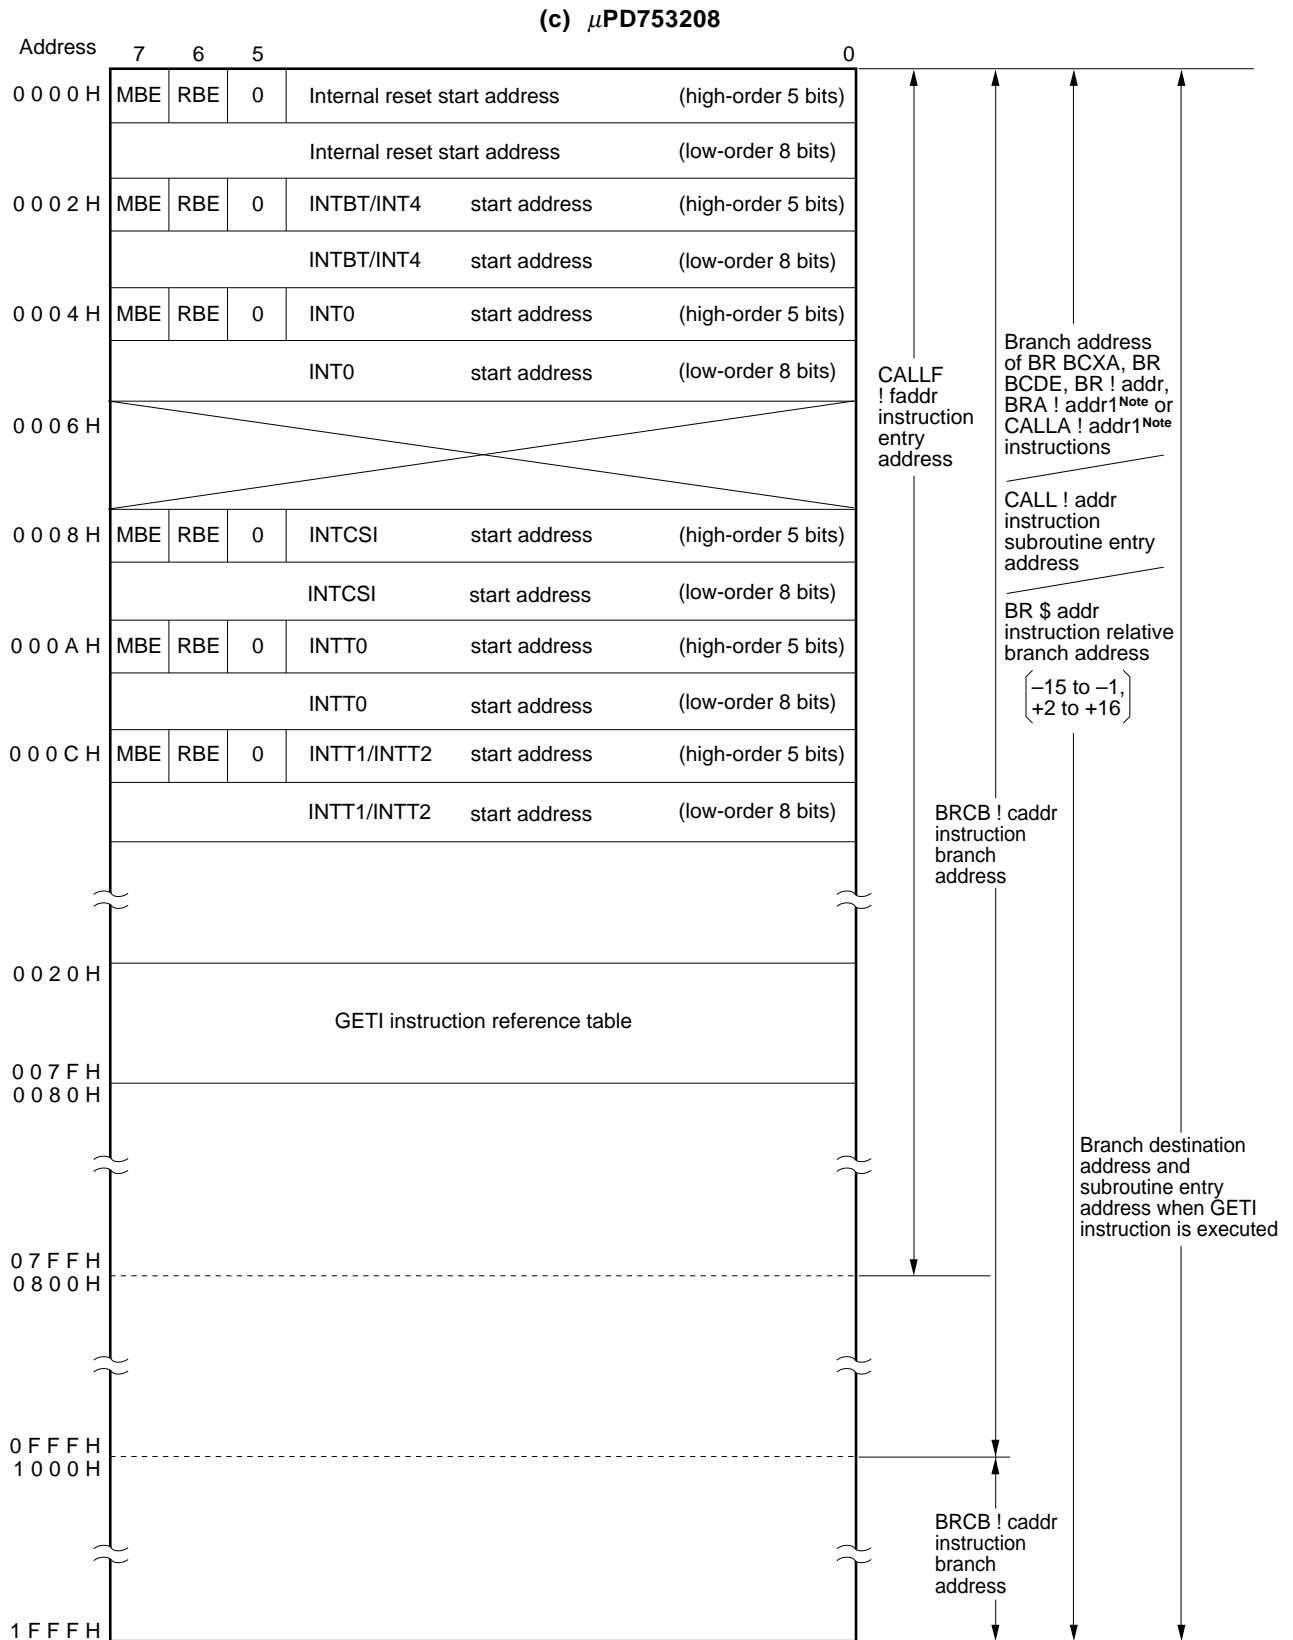 (c) μPD753208
Address 7 6 5 0
0000H MBE RBE 0 Internal reset start address (high-order 5 bits)
Internal reset start address (low-order 8 bits)
0002H MBE RBE 0 INTBT/INT4 start address (high-order 5 bits)
INTBT/INT4 start address (low-order 8 bits)
0004H MBE RBE 0 INT0 start address (high-order 5 bits)
INT0 start address (low-order 8 bits)
0006H
0008H MBE RBE 0 INTCSI start address (high-order 5 bits)
INTCSI start address (low-order 8 bits)
000AH MBE RBE 0 INTT0 start address (high-order 5 bits)
INTT0 start address (low-order 8 bits)
000CH MBE RBE 0 INTT1/INTT2 start address (high-order 5 bits)
INTT1/INTT2 start address (low-order 8 bits)
0020H
GETI instruction reference table
007FH
0080H
07FFH
0800H
0FFFH
1000H
1FFFH
CALLF
! faddr
instruction
entry
address
BRCB ! caddr
instruction
branch
address
BRCB ! caddr
instruction
branch
address
Branch address
of BR BCXA, BR
BCDE, BR ! addr,
BRA ! addr1Note or
CALLA ! addr1Note
instructions
CALL ! addr
instruction
subroutine entry
address
BR $ addr
instruction relative
branch address
–15 to –1,
+2 to +16
Branch destination
address and
subroutine entry
address when GETI
instruction is executed